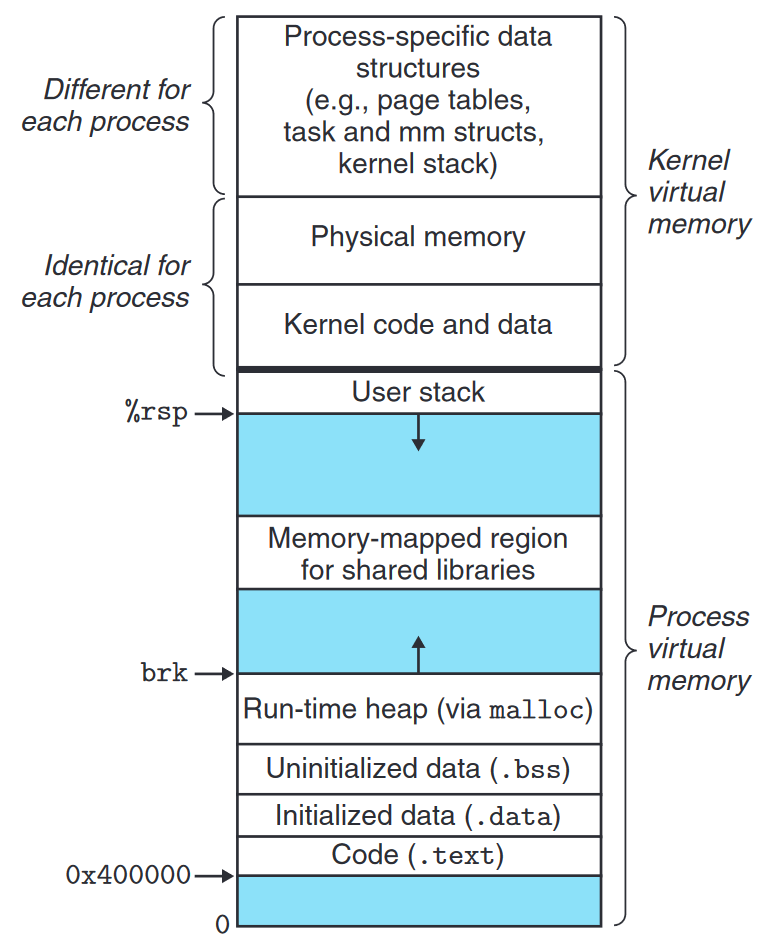 Process-specific data
structures
(e.g., page tables,
task and mm structs,
kernel stack)
Different for
each process
Kernel
virtual
memory
Physical memory
Identical for
each process
Kernel code and data
User stack
%rsp
Memory-mapped region
for shared libraries
Process
virtual
memory
brk
Run-time heap (via malloc)
Uninitialized data (.bss)
Initialized data (.data)
Code (.text)
0x400000
0